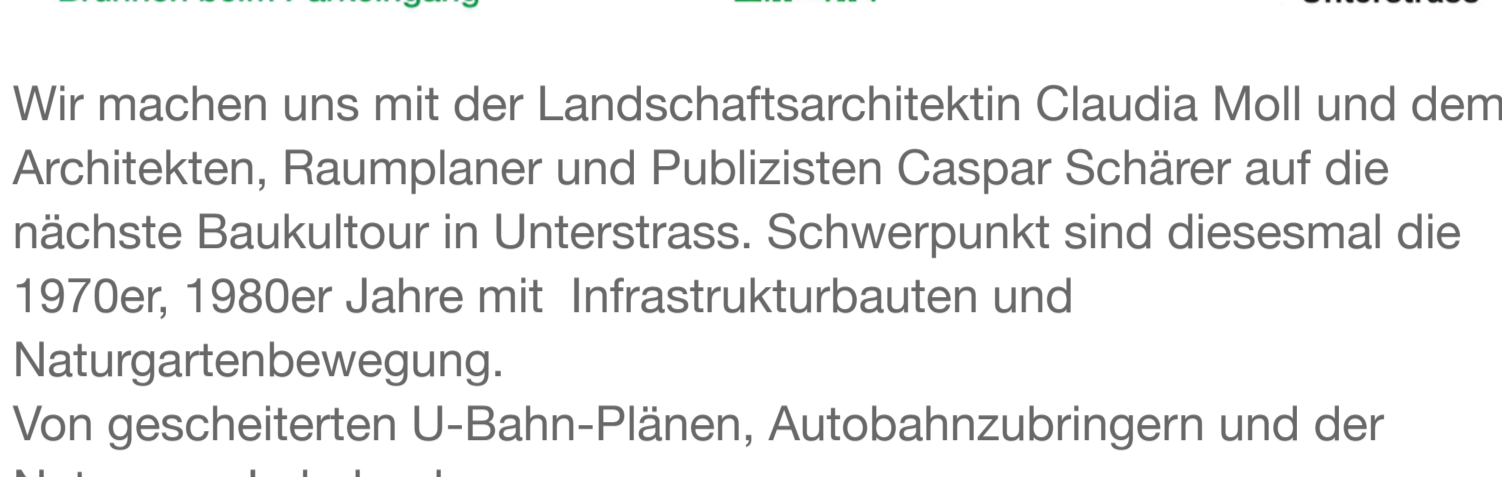 Wir machen uns mit der Landschaftsarchitektin Claudia Moll und dem
Architekten, Raumplaner und Publizisten Caspar Schärer auf die
nächste Baukultour in Unterstrass. Schwerpunkt sind diesesmal die
1970er, 1980er Jahre mit  Infrastrukturbauten und
Naturgartenbewegung.
Von gescheiterten U-Bahn-Plänen, Autobahnzubringern und der